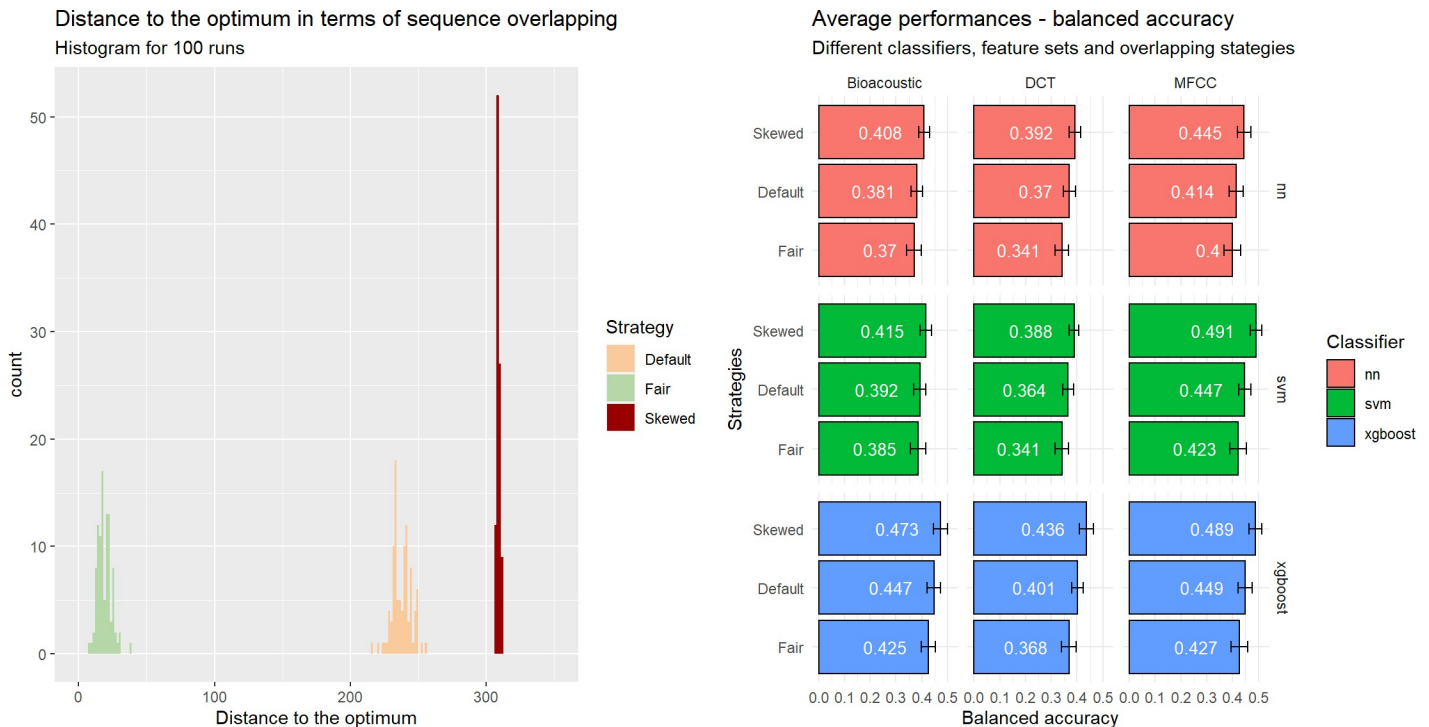 Distance to the optimum in terms of sequence overlapping
Histogram for 100 runs
50
40
30
20
10
0
count
0 100 200 300
Distance to the optimum
Strategy
Default
Fair
Skewed
Average performances - balanced accuracy
Different classifiers, feature sets and overlapping stategies
Bioacoustic DCT MFCC
Skewed 0.408 0.392 0.445
Default 0.381 0.37 0.414
Fair 0.37 0.341 0.4
nn
Skewed 0.415 0.388 0.491
Default 0.392 0.364 0.447
Fair 0.385 0.341 0.423
svm
Skewed 0.473 0.436 0.489
Default 0.447 0.401 0.449
Fair 0.425 0.368 0.427
xgboost
Strategies
0.0 0.1 0.2 0.3 0.4 0.5 0.0 0.1 0.2 0.3 0.4 0.5 0.0 0.1 0.2 0.3 0.4 0.5
Balanced accuracy
Classifier
nn
svm
xgboost